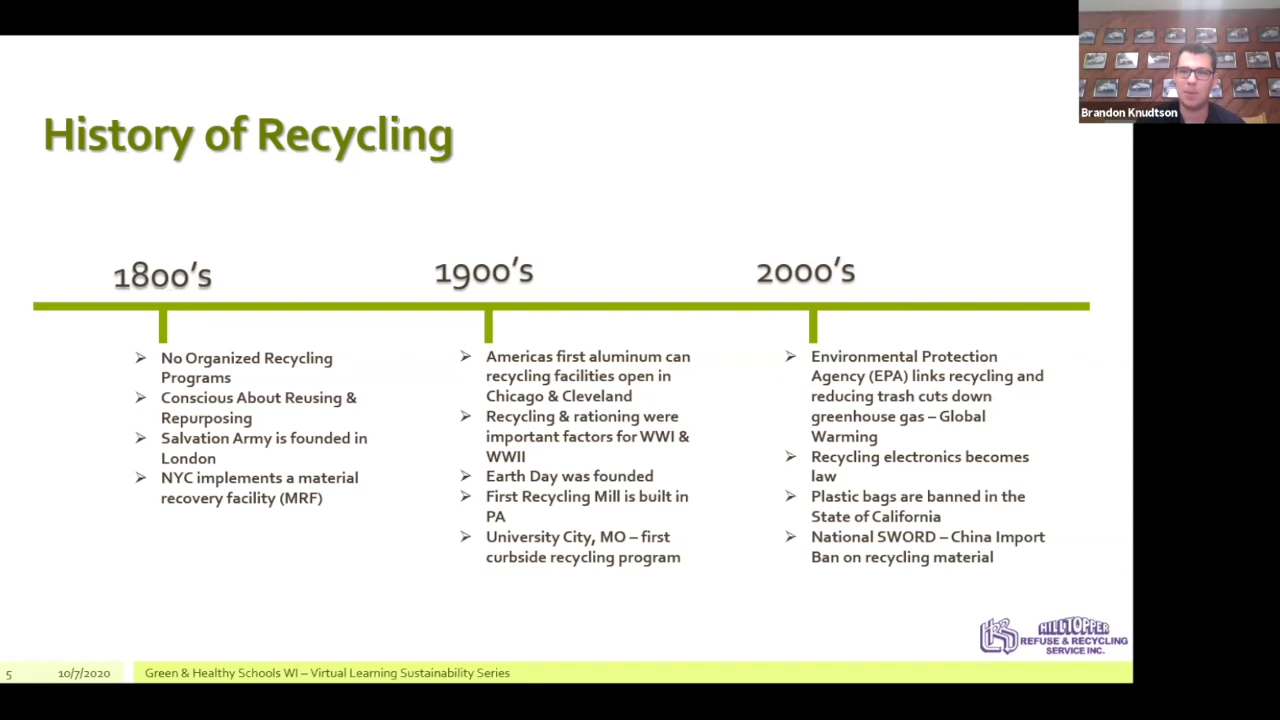 Brandon Knudtson
History of Recycling
1800's
1900's
2000's
No Organized Recycling
Programs
Conscious About Reusing &
Repurposing
Salvation Army is founded in
London
NYC implements a material
recovery facility (MRF)
Americas first aluminum can
recycling facilities open in
Chicago & Cleveland
Recycling & rationing were
important factors for WWI &
WWII
Earth Day was founded
First Recycling Mill is built in
PA
University City, MO – first
curbside recycling program
Environmental Protection
Agency (EPA) links recycling and
reducing trash cuts down
greenhouse gas – Global
Warming
Recycling electronics becomes
law
Plastic bags are banned in the
State of California
National SWORD – China Import
Ban on recycling material
HILLTOPPER
REFUSE & RECYCLING
SERVICE INC.
5
10/7/2020
Green & Healthy Schools WI – Virtual Learning Sustainability Series